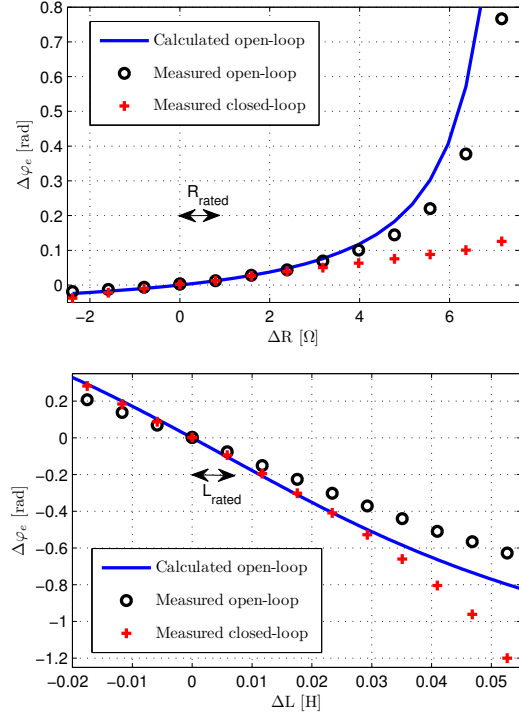 0.8
0.7
0.6
0.5
0.4
0.3
0.2
0.1
0
Δφₑ [rad]
Calculated open-loop
Measured open-loop
Measured closed-loop
R_rated
−2 0 2 4 6
ΔR [Ω]
0.2
0
-0.2
-0.4
-0.6
-0.8
-1
-1.2
Δφₑ [rad]
L_rated
Calculated open-loop
Measured open-loop
Measured closed-loop
-0.02 -0.01 0 0.01 0.02 0.03 0.04 0.05
ΔL [H]